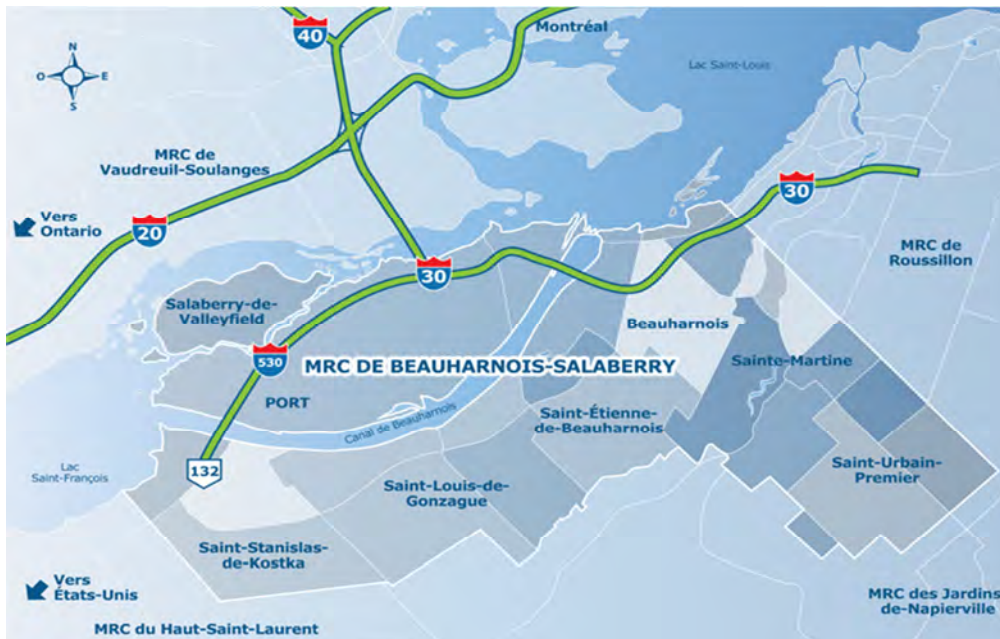 40
Montréal
N
O
E
S
Lac Saint-Louis
MRC de
Vaudreuil-Soulanges
30
Vers
Ontario
20
MRC de
Roussillon
30
Salaberry-de-
Valleyfield
Beauharnois
530
MRC DE BEAUHARNOIS-SALABERRY
Sainte-Martine
PORT
Canal de Beauharnois
Saint-Étienne-
de-Beauharnois
Lac
Saint-François
132
Saint-Louis-de-
Gonzague
Saint-Urbain-
Premier
Saint-Stanislas-
de-Kostka
Vers
États-Unis
MRC des Jardins
de-Napierville
MRC du Haut-Saint-Laurent